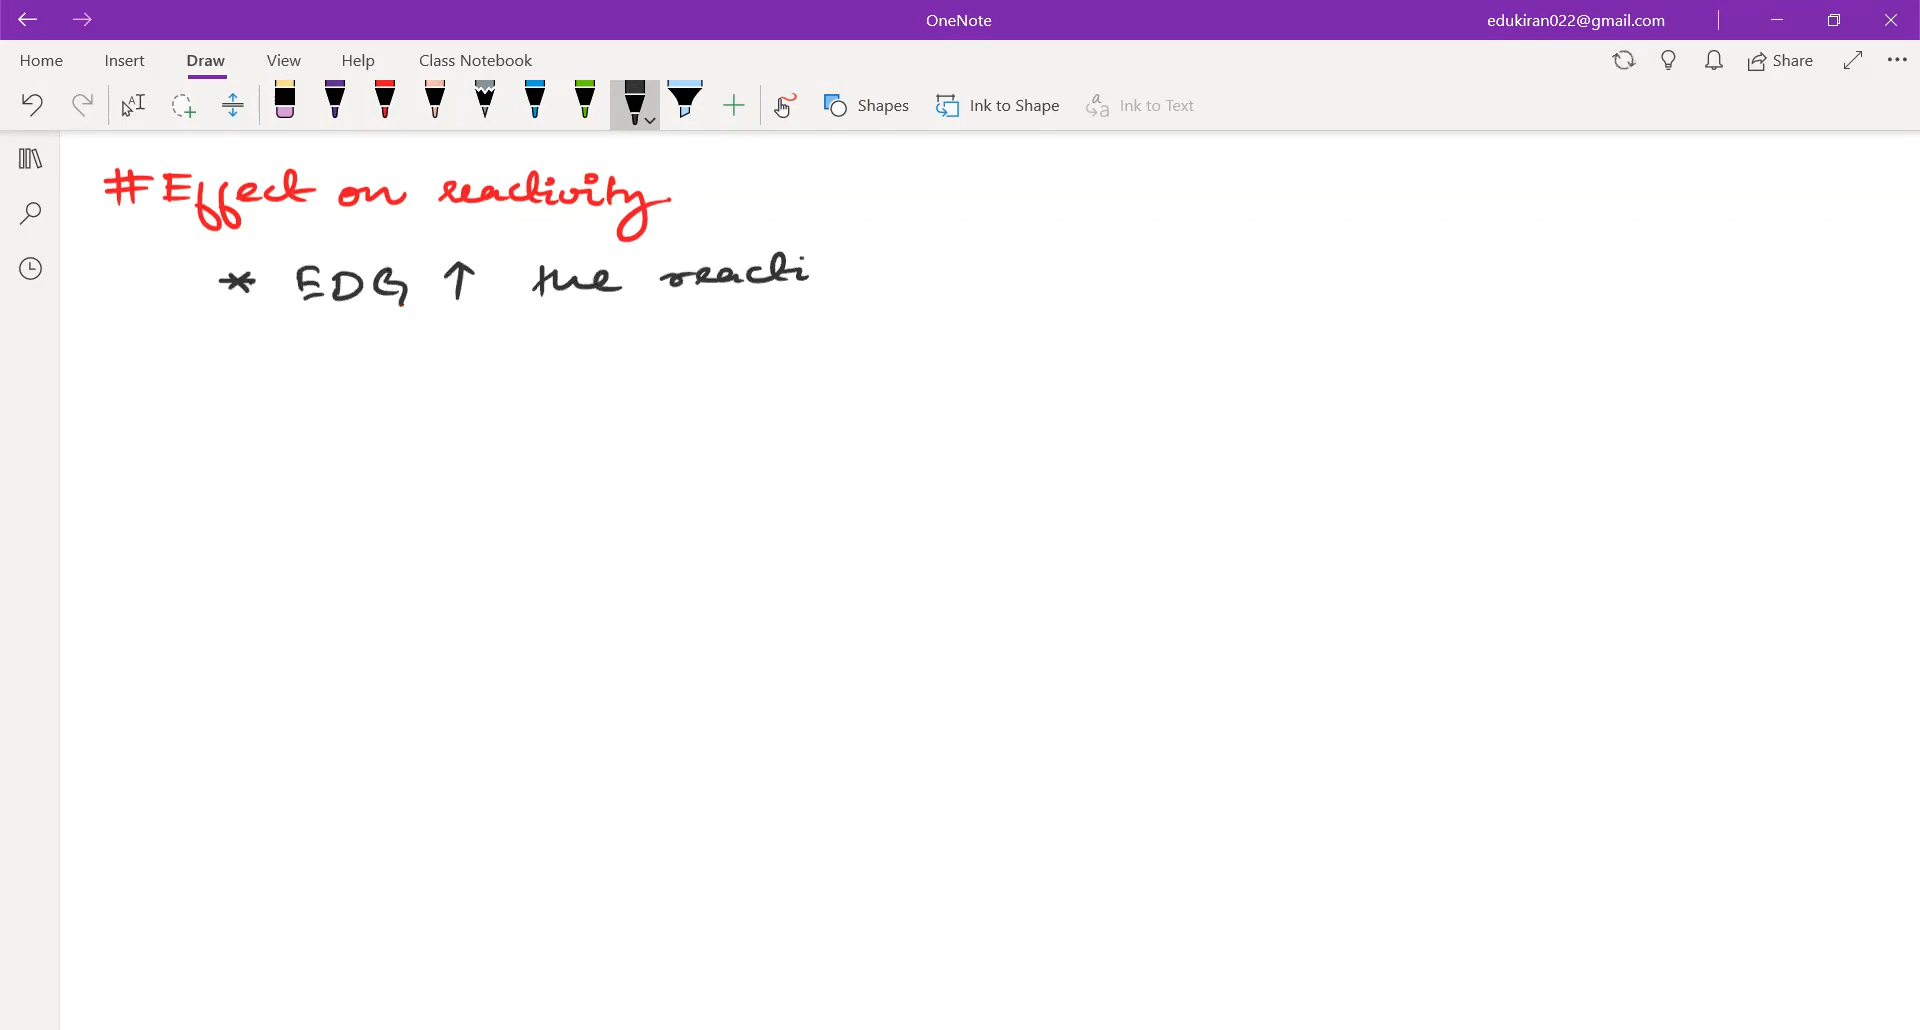 OneNote
edukiran022@gmail.com
Home Insert Draw View Help Class Notebook Share
Shapes Ink to Shape Ink to Text
#Effect on reactivity
* EDG ↑ the reacti